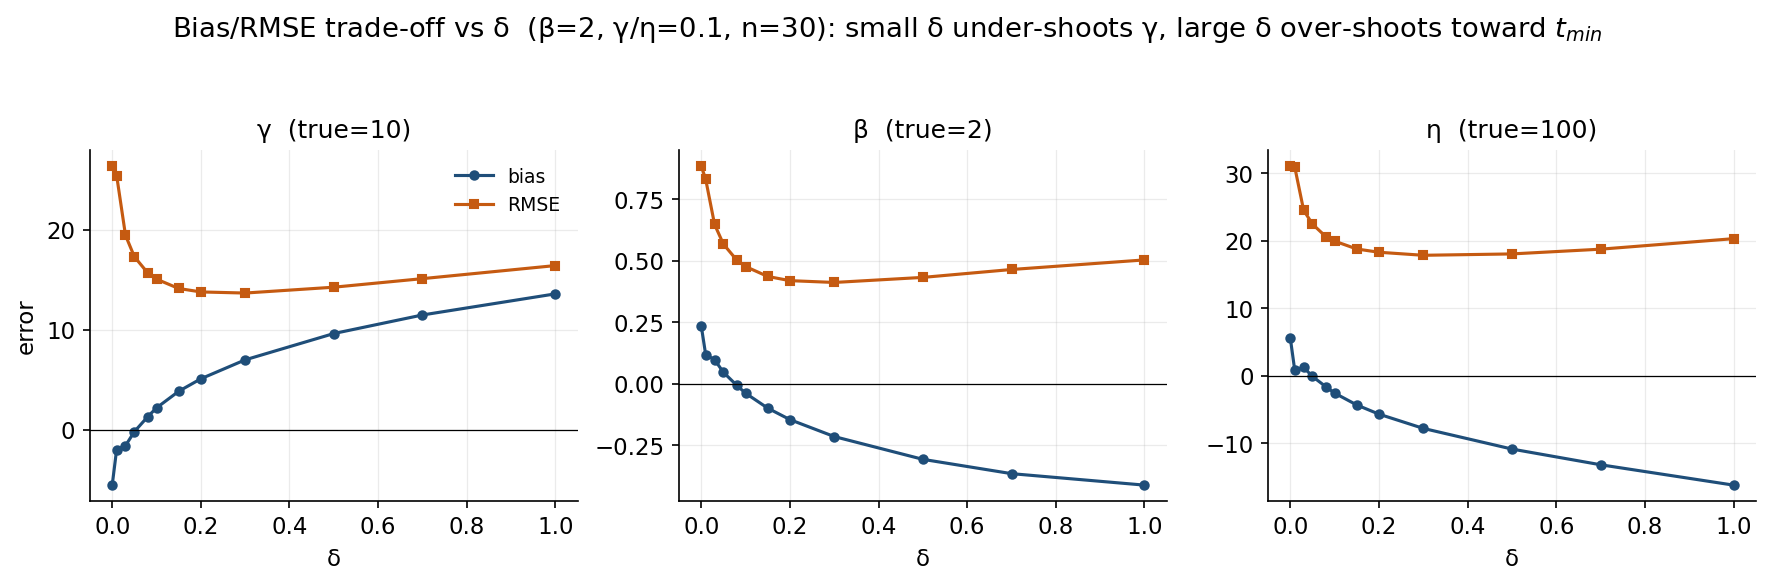 Bias/RMSE trade-off vs δ  (β=2, γ/η=0.1, n=30): small δ under-shoots γ, large δ over-shoots toward t_min
γ  (true=10)
bias
RMSE
error
20
10
0
0.0 0.2 0.4 0.6 0.8 1.0
δ
β  (true=2)
0.75
0.50
0.25
0.00
−0.25
0.0 0.2 0.4 0.6 0.8 1.0
δ
η  (true=100)
30
20
10
0
−10
0.0 0.2 0.4 0.6 0.8 1.0
δ